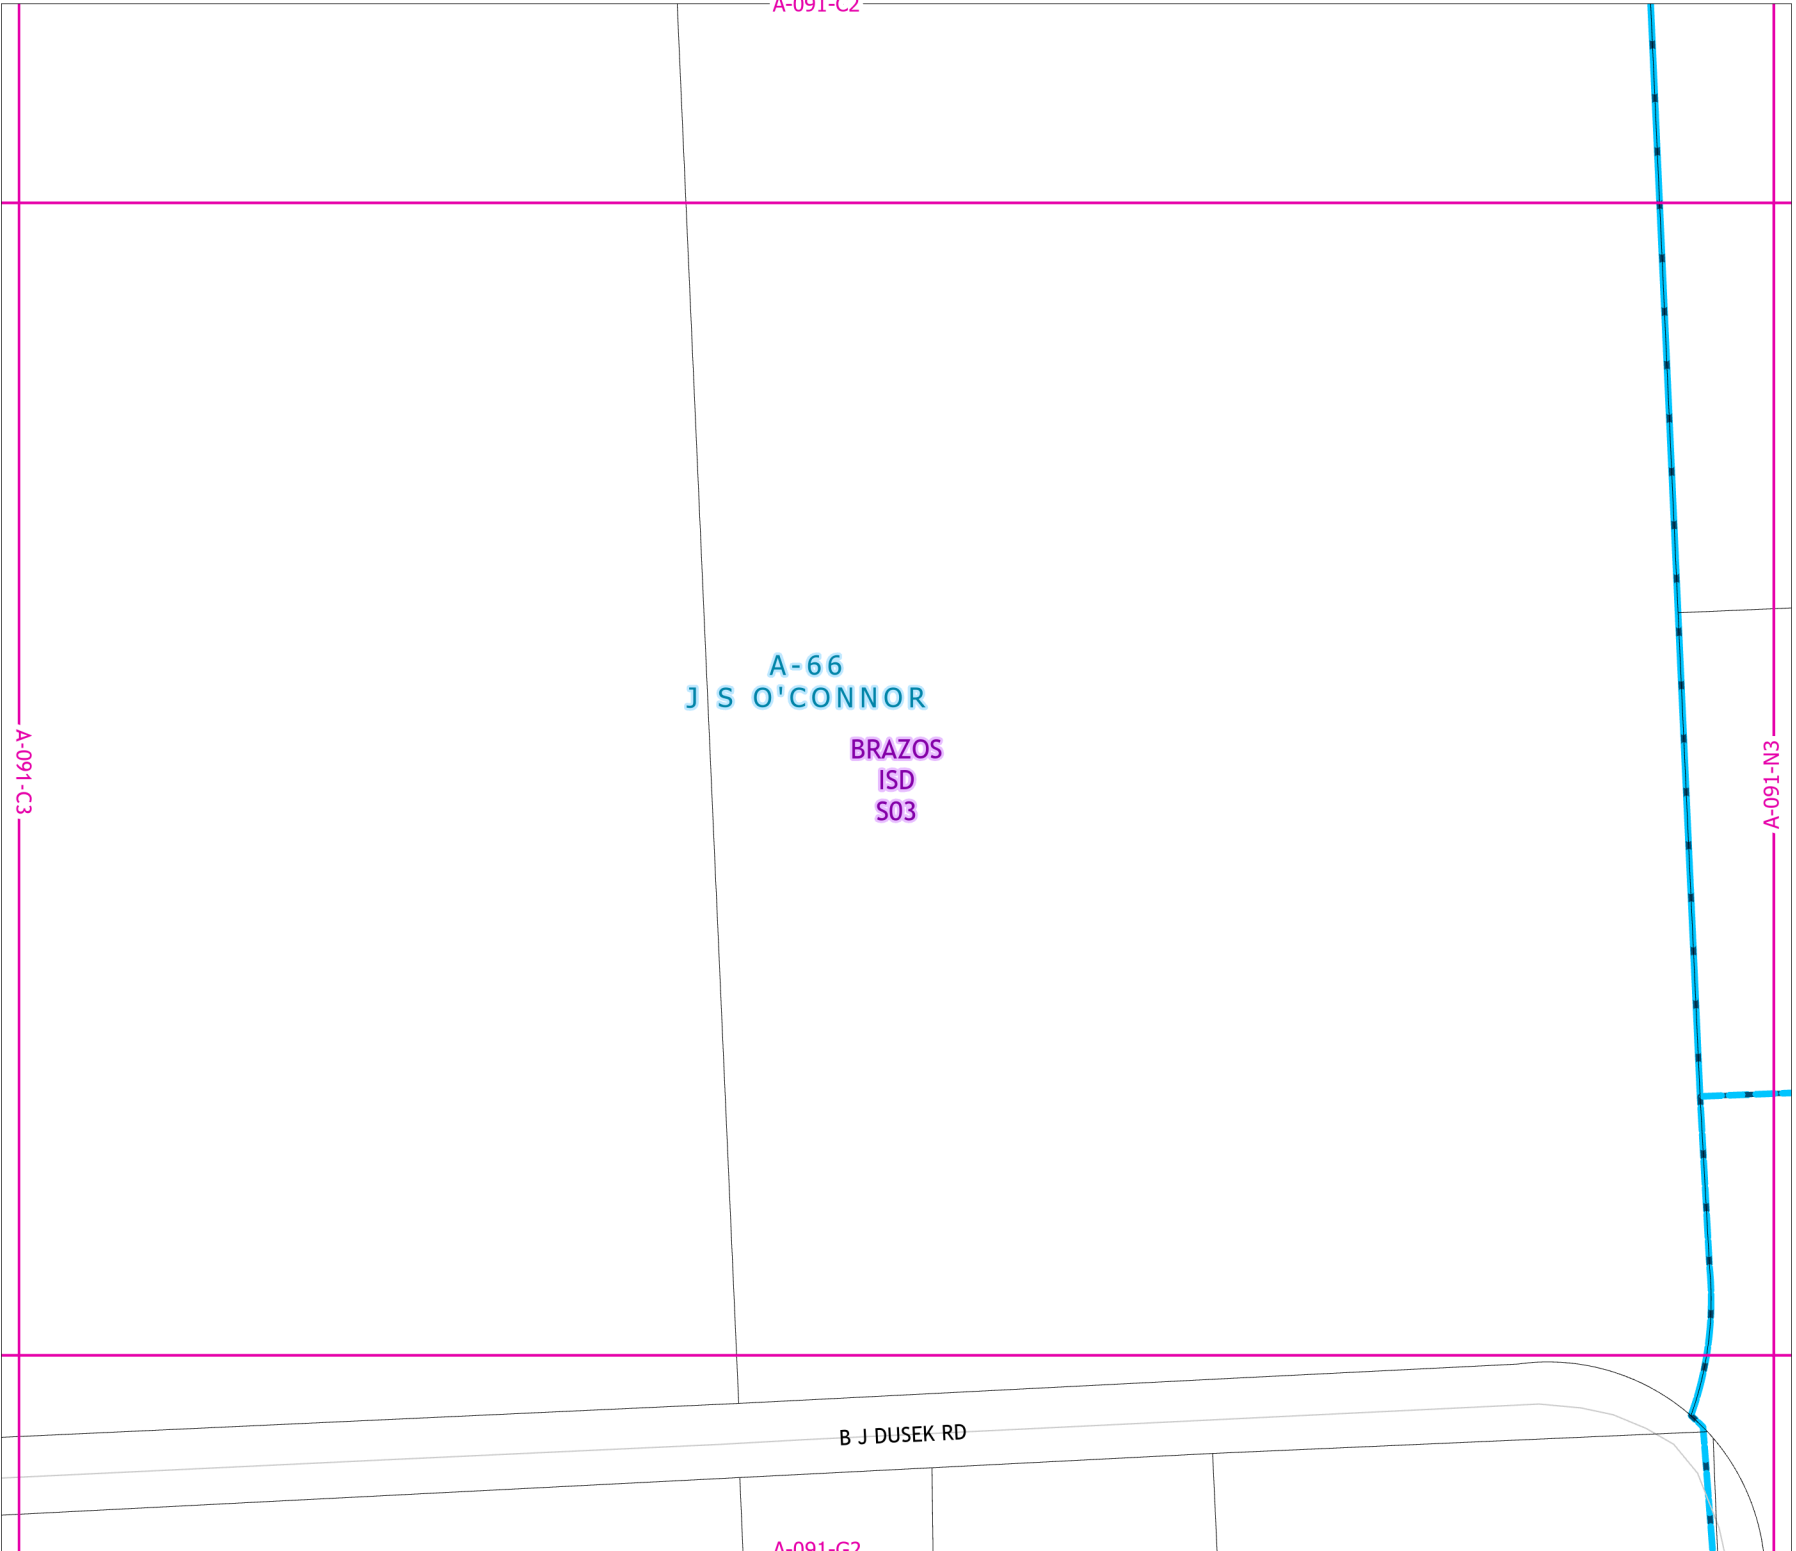 A-091-C2
A-66
J S O'CONNOR
BRAZOS
ISD
S03
A-091-C3
A-091-N3
B J DUSEK RD
A-091-G2